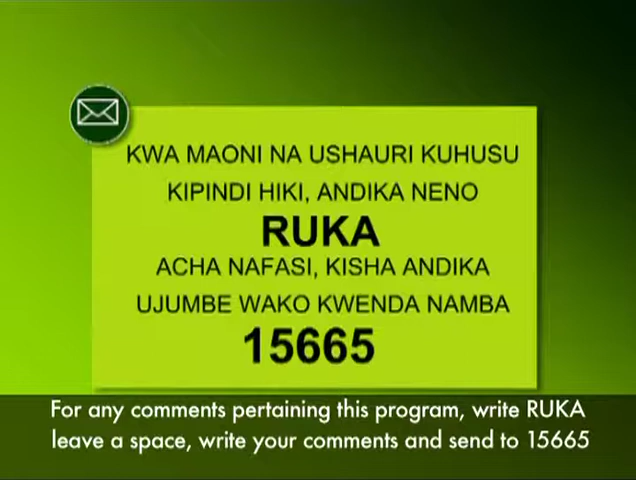 KWA MAONI NA USHAURI KUHUSU
KIPINDI HIKI, ANDIKA NENO
RUKA
ACHA NAFASI, KISHA ANDIKA
UJUMBE WAKO KWENDA NAMBA
15665
For any comments pertaining this program, write RUKA
leave a space, write your comments and send to 15665